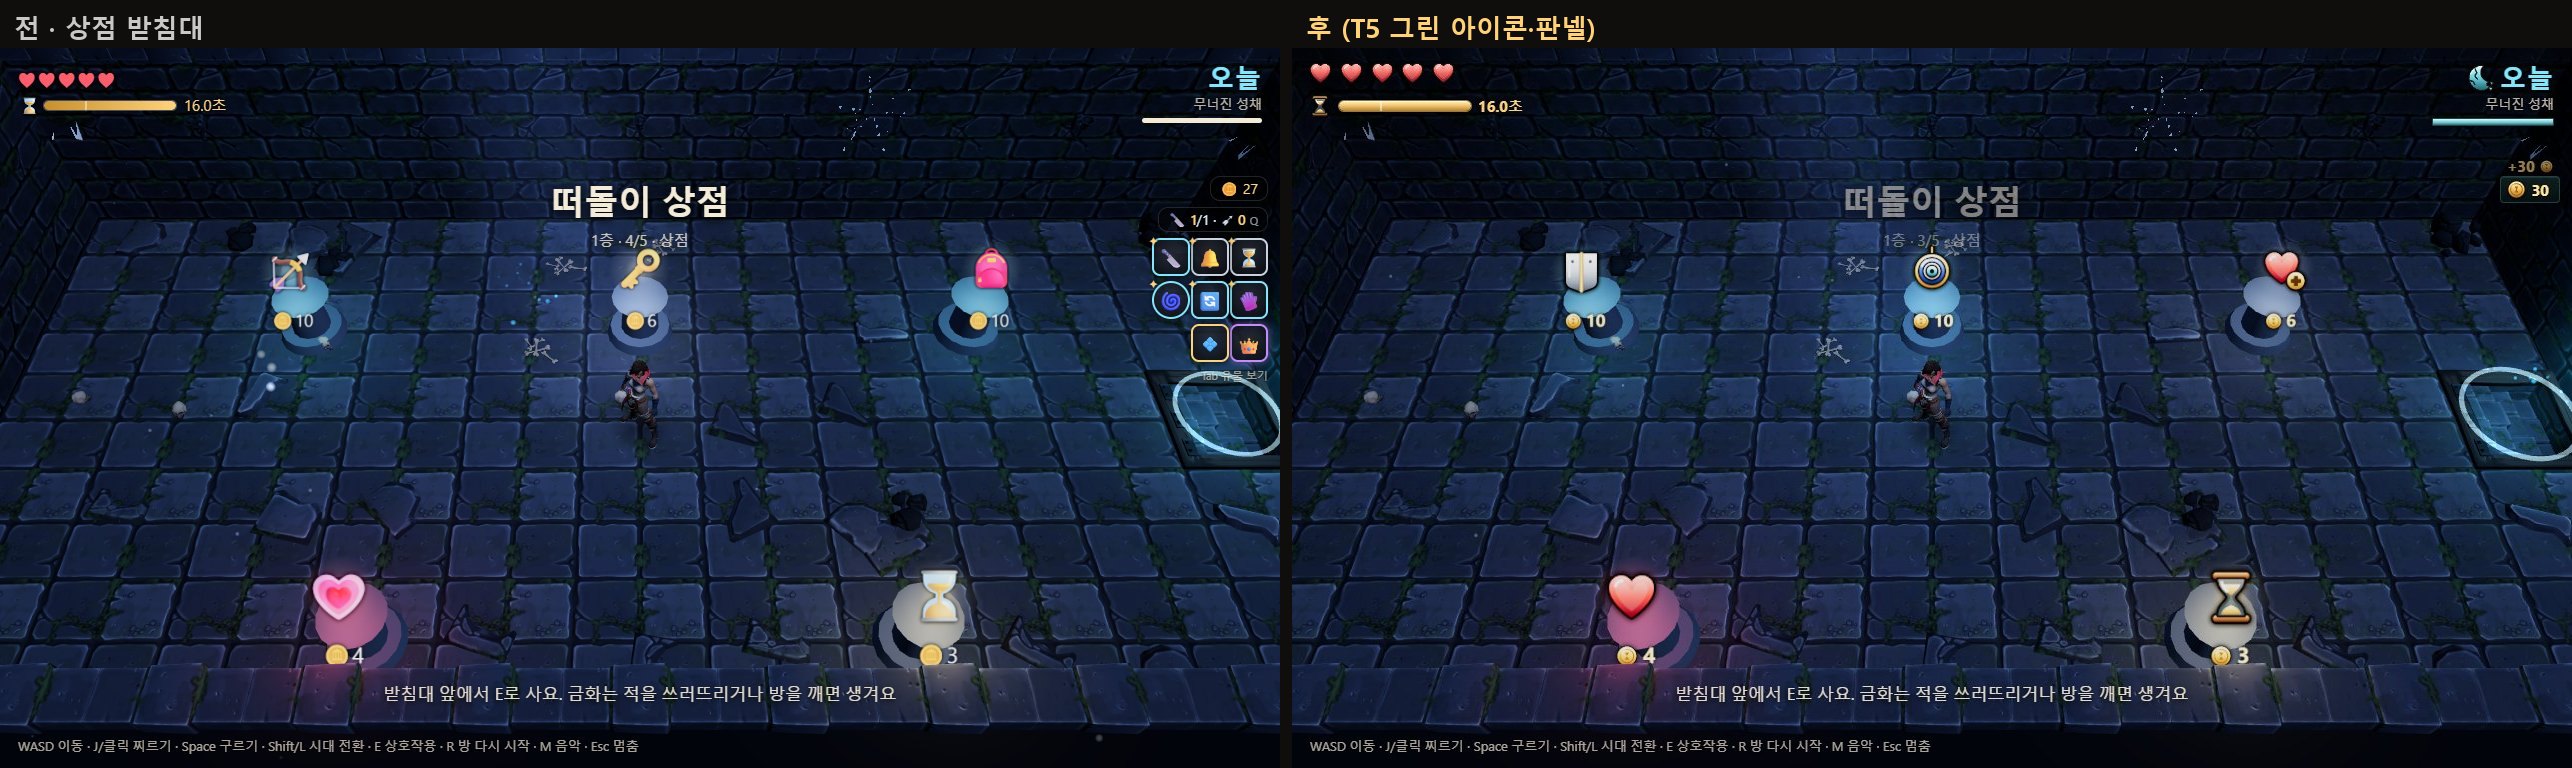 전 · 상점 받침대
16.0초
오늘
무너진 성채
27
떠돌이 상점
1/1 · 0 Q
1층 · 4/5 · 상점
10
6
10
Tab 유물 보기
4
3
받침대 앞에서 E로 사요. 금화는 적을 쓰러뜨리거나 방을 깨면 생겨요
WASD 이동 · J/클릭 찌르기 · Space 구르기 · Shift/L 시대 전환 · E 상호작용 · R 방 다시 시작 · M 음악 · Esc 멈춤
후 (T5 그린 아이콘·판넬)
16.0초
오늘
무너진 성채
+30
30
떠돌이 상점
1층 · 3/5 · 상점
10
10
6
4
3
받침대 앞에서 E로 사요. 금화는 적을 쓰러뜨리거나 방을 깨면 생겨요
WASD 이동 · J/클릭 찌르기 · Space 구르기 · Shift/L 시대 전환 · E 상호작용 · R 방 다시 시작 · M 음악 · Esc 멈춤